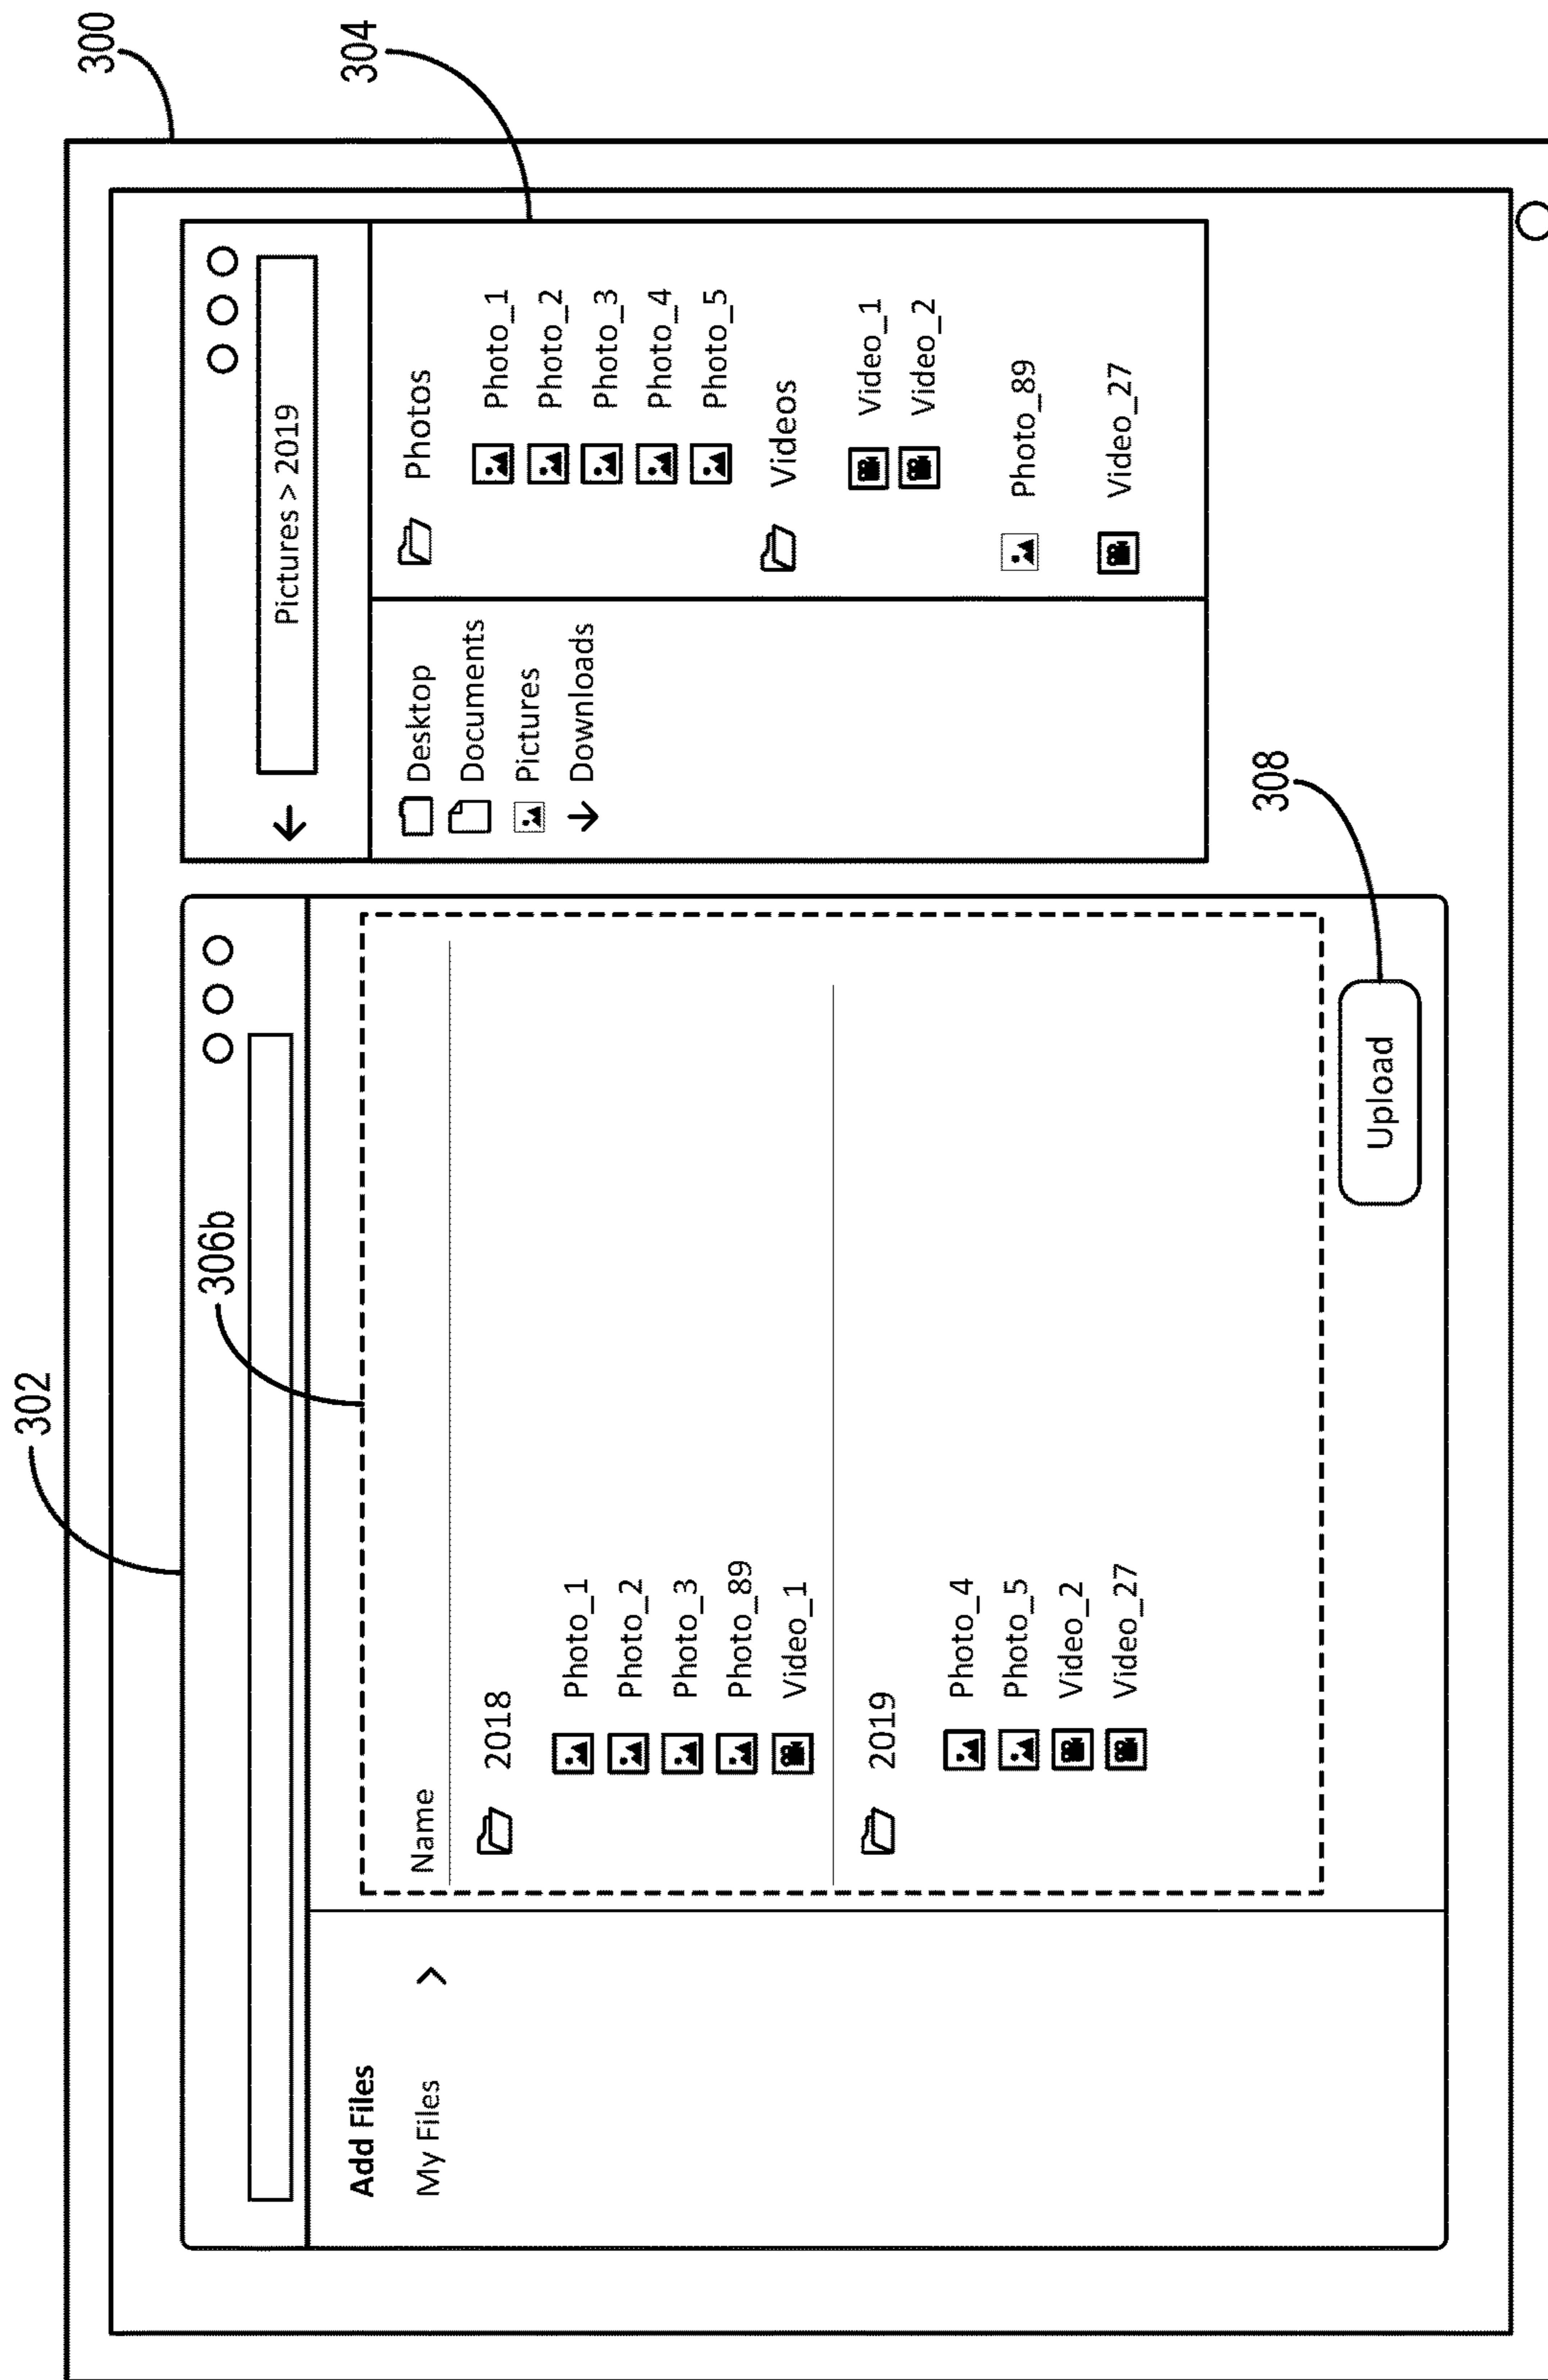 300
302
304
306b
Add Files
My Files >
Name
2018
Photo_1
Photo_2
Photo_3
Photo_89
Video_1
2019
Photo_4
Photo_5
Video_2
Video_27
Upload
308
Pictures > 2019
Desktop
Documents
Pictures
Downloads
Photos
Photo_1
Photo_2
Photo_3
Photo_4
Photo_5
Videos
Video_1
Video_2
Photo_89
Video_27